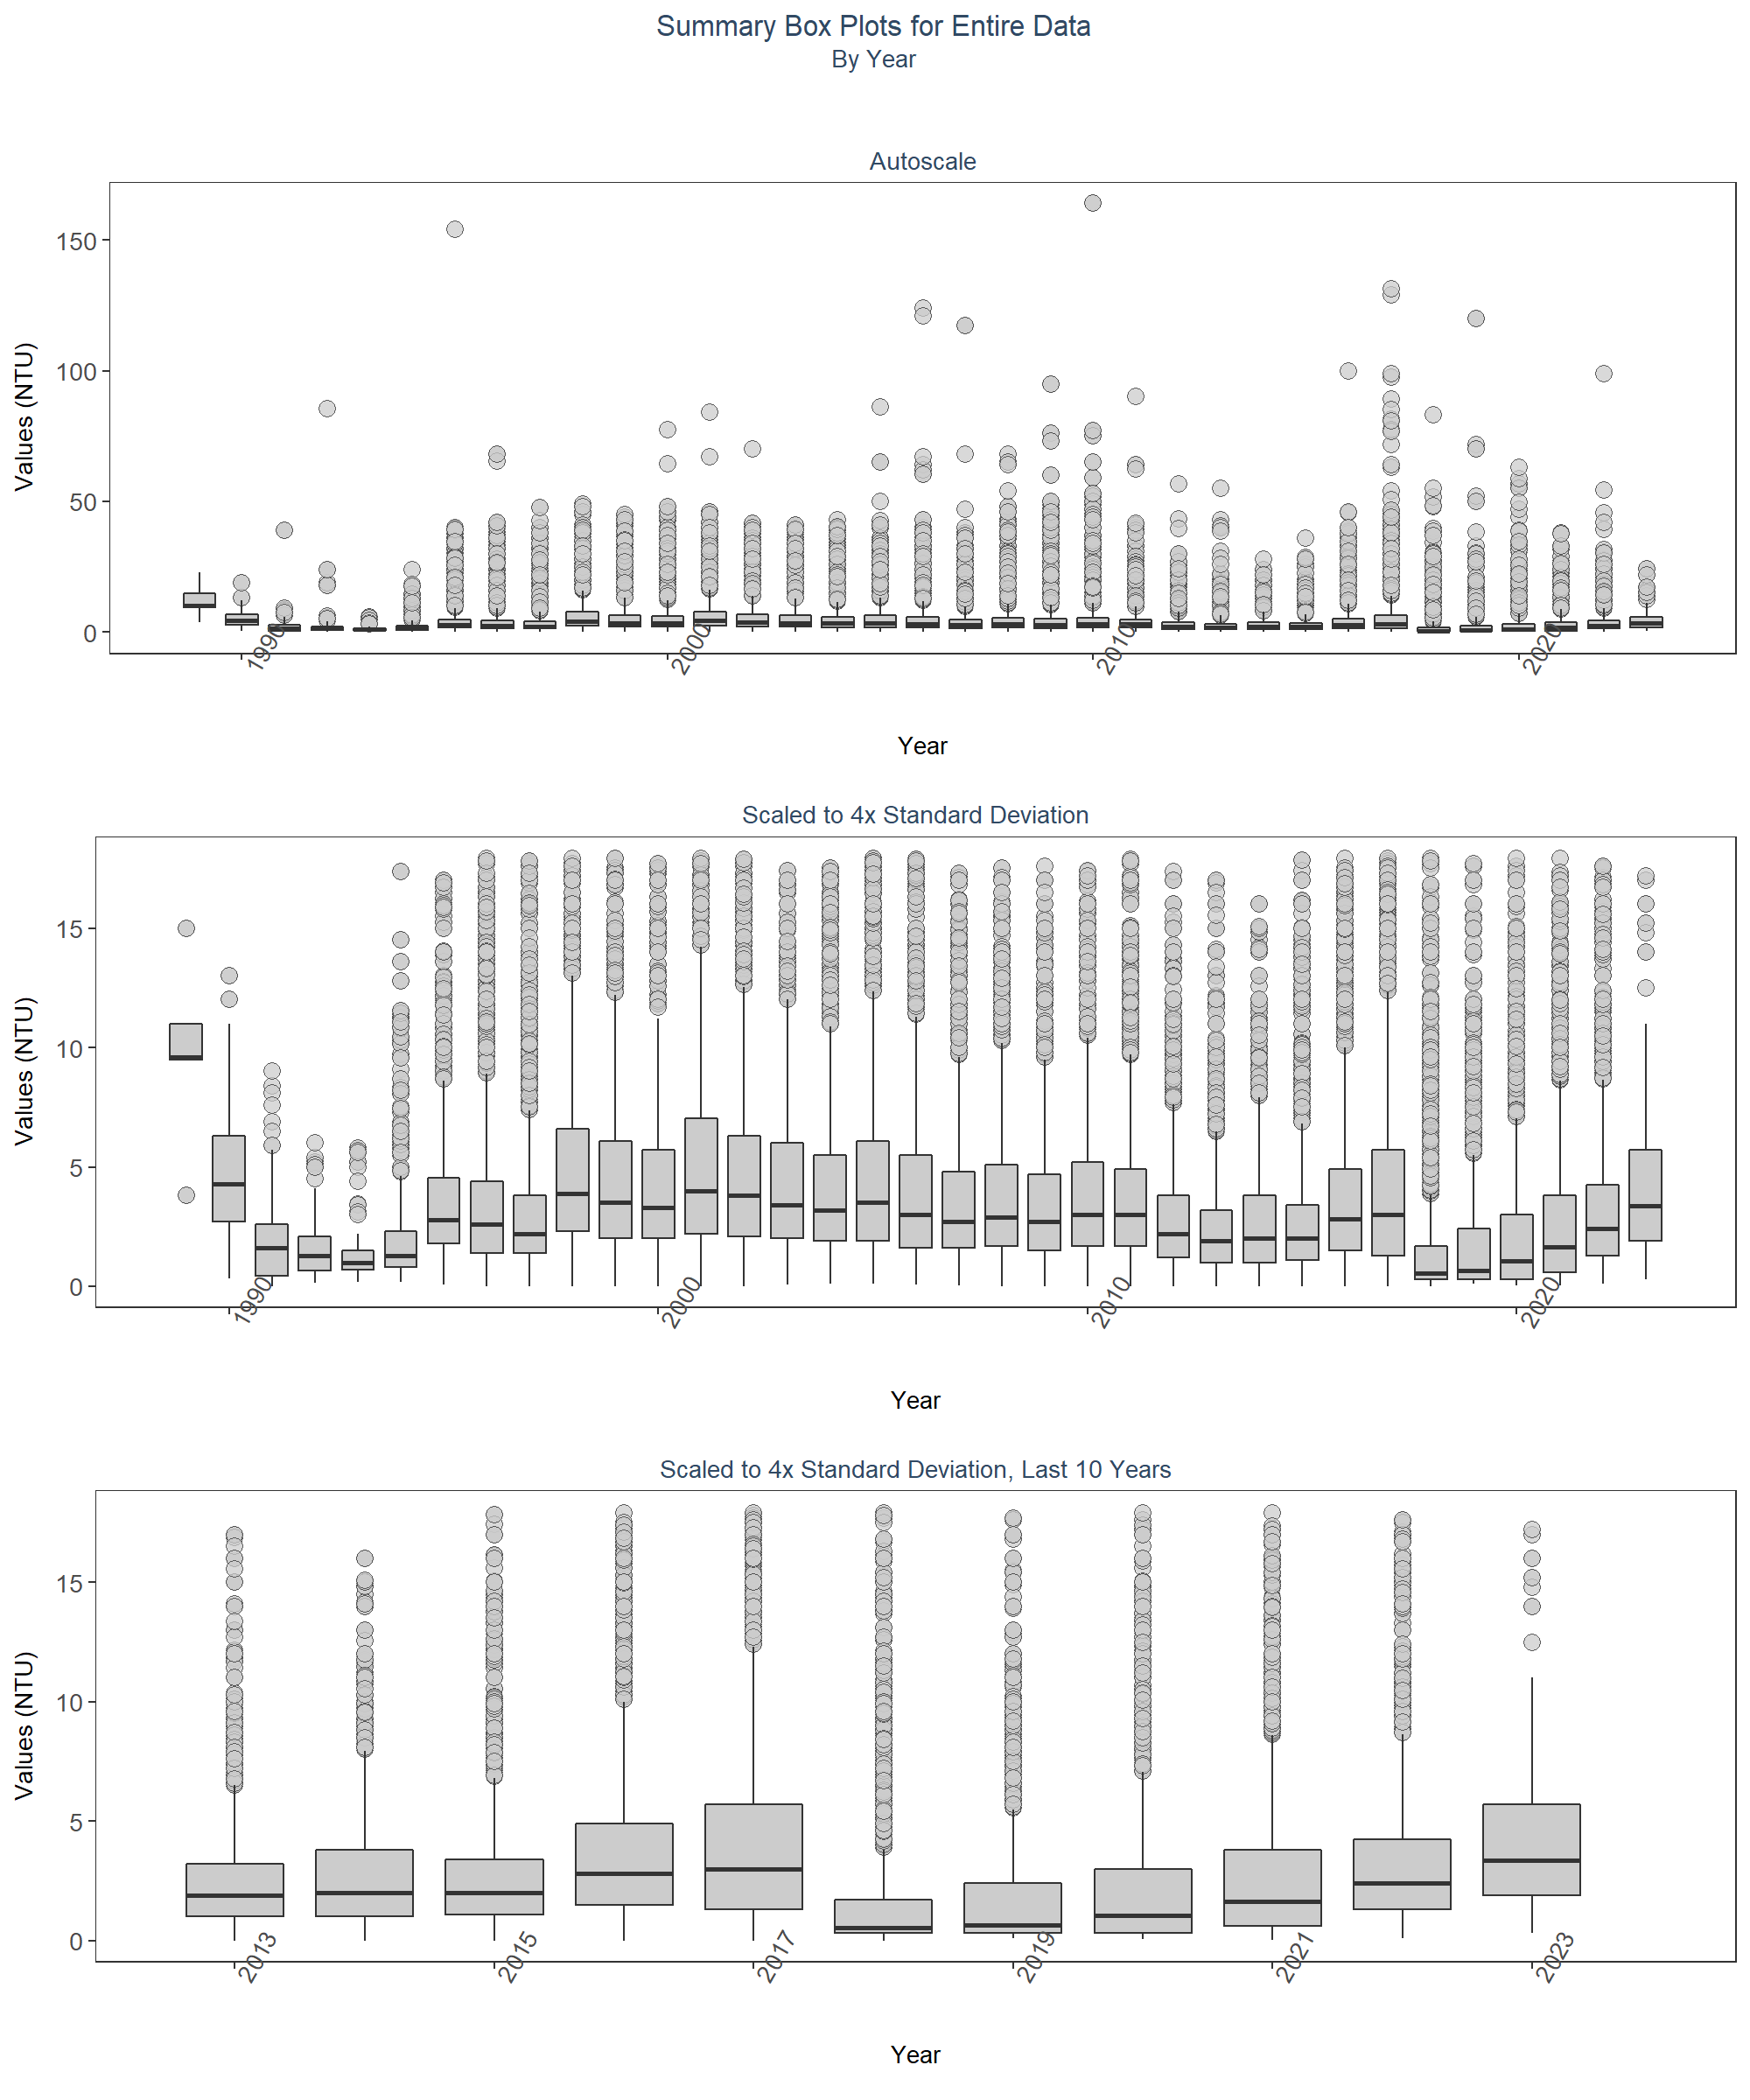 Summary Box Plots for Entire Data
By Year
Autoscale
Values (NTU)
150
100
50
0
1990
2000
2010
2020
Year
Scaled to 4x Standard Deviation
Values (NTU)
15
10
5
0
1990
2000
2010
2020
Year
Scaled to 4x Standard Deviation, Last 10 Years
Values (NTU)
15
10
5
0
2013
2015
2017
2019
2021
2023
Year